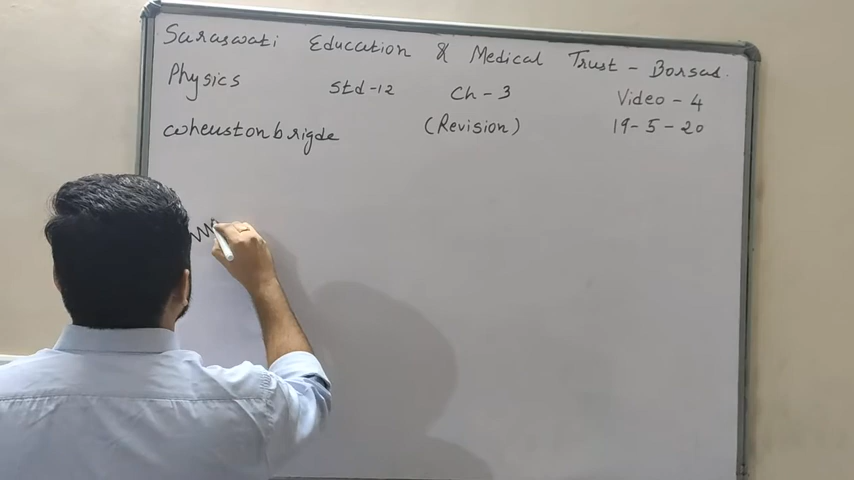 Saraswati Education & Medical Trust - Borsad.
Physics Std-12 Ch-3 Video-4
wheustonbrigde (Revision) 19-5-20